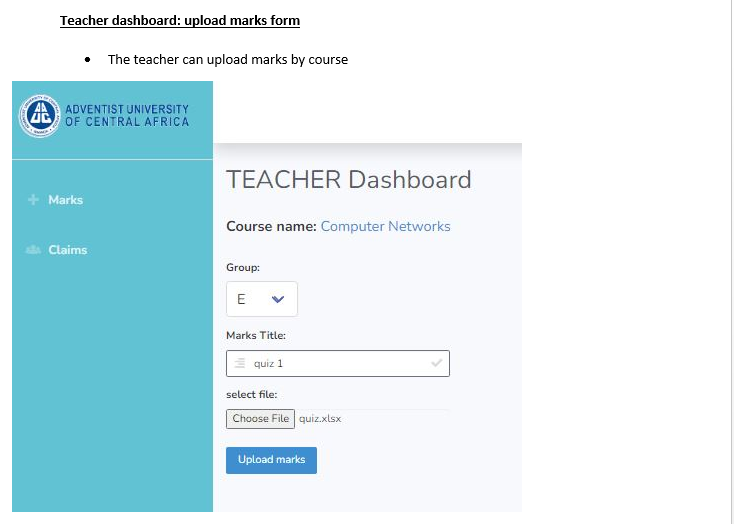 Teacher dashboard: upload marks form
• The teacher can upload marks by course
ADVENTIST UNIVERSITY
OF CENTRAL AFRICA
TEACHER Dashboard
Marks
Course name: Computer Networks
Claims
Group:
E
Marks Title:
quiz 1
select file:
Choose File quiz.xlsx
Upload marks